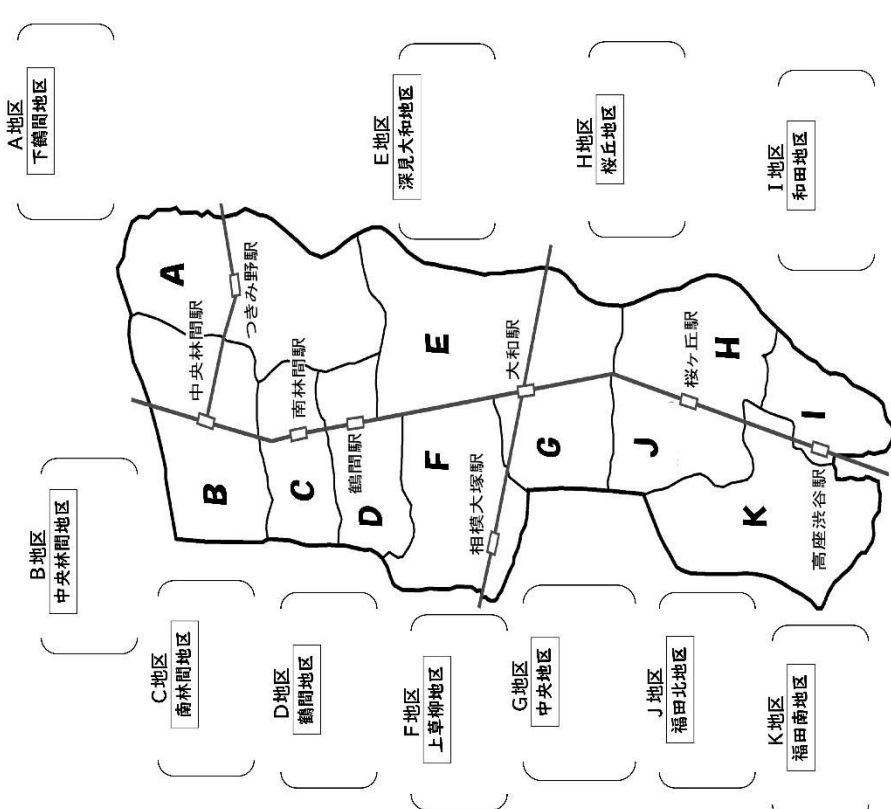 A地区
下鶴間地区
B地区
中央林間地区
C地区
南林間地区
D地区
鶴間地区
E地区
深見大和地区
F地区
上草柳地区
G地区
中央地区
H地区
桜丘地区
I地区
和田地区
J地区
福田北地区
K地区
福田南地区
A
B
C
D
E
F
G
H
I
J
K
中央林間駅
つきみ野駅
南林間駅
鶴間駅
大和駅
相模大塚駅
桜ヶ丘駅
高座渋谷駅